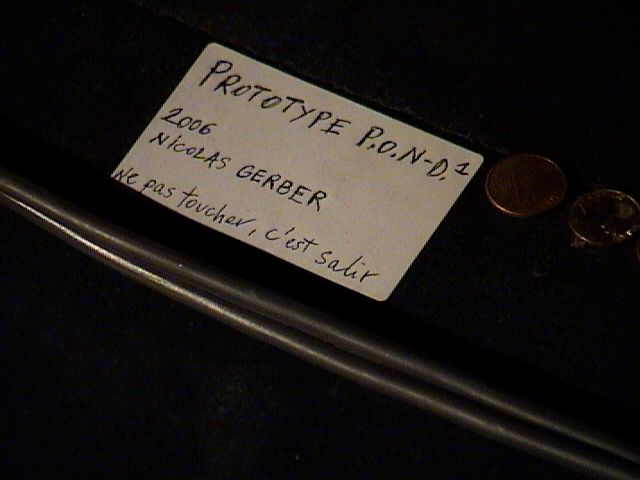 PROTOTYPE P.O.N-D.1
2006
NICOLAS GERBER
Ne pas toucher, c'est salir